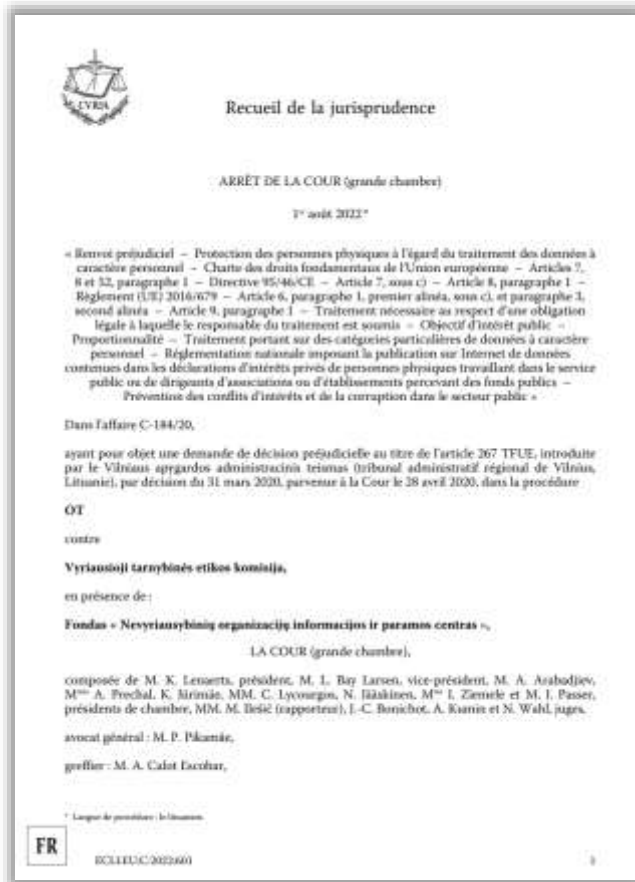 CVRIA
Recueil de la jurisprudence
ARRÊT DE LA COUR (grande chambre)
1er août 2022 *
« Renvoi préjudiciel – Protection des personnes physiques à l'égard du traitement des données à
caractère personnel – Charte des droits fondamentaux de l'Union européenne – Articles 7,
8 et 52, paragraphe 1 – Directive 95/46/CE – Article 7, sous c) – Article 8, paragraphe 1 –
Règlement (UE) 2016/679 – Article 6, paragraphe 1, premier alinéa, sous c), et paragraphe 3,
second alinéa – Article 9, paragraphe 1 – Traitement nécessaire au respect d'une obligation
légale à laquelle le responsable du traitement est soumis – Objectif d'intérêt public –
Proportionnalité – Traitement portant sur des catégories particulières de données à caractère
personnel – Réglementation nationale imposant la publication sur Internet de données
contenues dans les déclarations d'intérêts privés de personnes physiques travaillant dans le service
public ou de dirigeants d'associations ou d'établissements percevant des fonds publics –
Prévention des conflits d'intérêts et de la corruption dans le secteur public »
Dans l'affaire C-184/20,
ayant pour objet une demande de décision préjudicielle au titre de l'article 267 TFUE, introduite
par le Vilniaus apygardos administracinis teismas (tribunal administratif régional de Vilnius,
Lituanie), par décision du 31 mars 2020, parvenue à la Cour le 28 avril 2020, dans la procédure
OT
contre
Vyriausioji tarnybinės etikos komisija,
en présence de :
Fondas « Nevyriausybinių organizacijų informacijos ir paramos centras »,
LA COUR (grande chambre),
composée de M. K. Lenaerts, président, M. L. Bay Larsen, vice-président, M. A. Arabadjiev,
Mmes A. Prechal, K. Jürimäe, MM. C. Lycourgos, N. Jääskinen, Mme I. Ziemele et M. J. Passer,
présidents de chambre, MM. M. Ilešič (rapporteur), J.-C. Bonichot, A. Kumin et N. Wahl, juges,
avocat général : M. P. Pikamäe,
greffier : M. A. Calot Escobar,
* Langue de procédure : le lituanien.
FR
ECLI:EU:C:2022:601 1